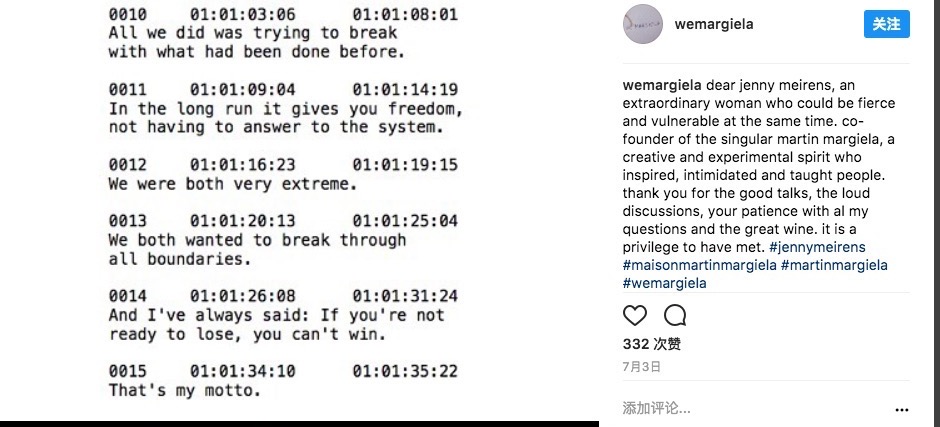 0010 01:01:03:06 01:01:08:01
All we did was trying to break
with what had been done before.
0011 01:01:09:04 01:01:14:19
In the long run it gives you freedom,
not having to answer to the system.
0012 01:01:16:23 01:01:19:15
We were both very extreme.
0013 01:01:20:13 01:01:25:04
We both wanted to break through
all boundaries.
0014 01:01:26:08 01:01:31:24
And I've always said: If you're not
ready to lose, you can't win.
0015 01:01:34:10 01:01:35:22
That's my motto.
wemargiela
关注
wemargiela dear jenny meirens, an
extraordinary woman who could be fierce
and vulnerable at the same time. co-
founder of the singular martin margiela, a
creative and experimental spirit who
inspired, intimidated and taught people.
thank you for the good talks, the loud
discussions, your patience with al my
questions and the great wine. it is a
privilege to have met. #jennymeirens
#maisonmartinmargiela #martinmargiela
#wemargiela
332 次赞
7月3日
添加评论...